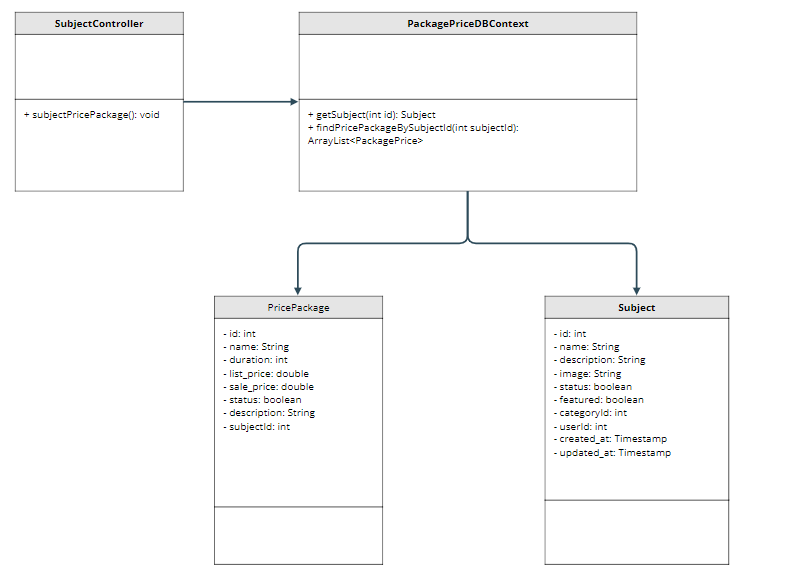 SubjectController
+ subjectPricePackage(): void
PackagePriceDBContext
+ getSubject(int id): Subject
+ findPricePackageBySubjectId(int subjectId):
ArrayList<PackagePrice>
PricePackage
- id: int
- name: String
- duration: int
- list_price: double
- sale_price: double
- status: boolean
- description: String
- subjectId: int
Subject
- id: int
- name: String
- description: String
- image: String
- status: boolean
- featured: boolean
- categoryId: int
- userId: int
- created_at: Timestamp
- updated_at: Timestamp